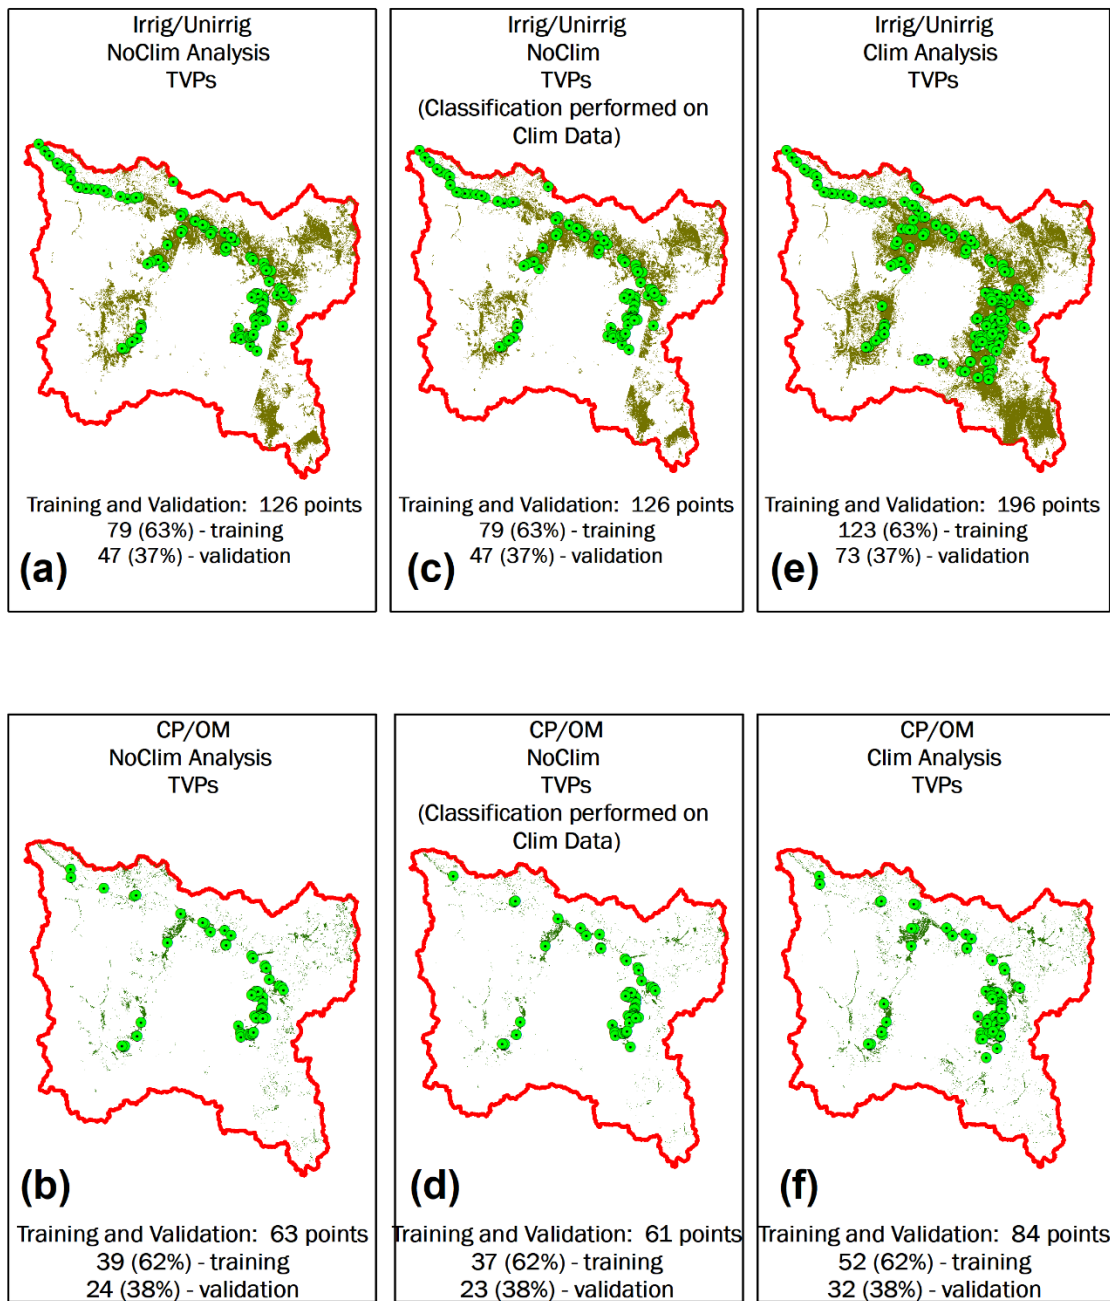 Irrig/Unirrig
NoClim Analysis
TVPs
Training and Validation:  126 points
79 (63%) - training
47 (37%) - validation
(a)
Irrig/Unirrig
NoClim
TVPs
(Classification performed on
Clim Data)
Training and Validation:  126 points
79 (63%) - training
47 (37%) - validation
(c)
Irrig/Unirrig
Clim Analysis
TVPs
Training and Validation:  196 points
123 (63%) - training
73 (37%) - validation
(e)
CP/OM
NoClim Analysis
TVPs
(b)
Training and Validation:  63 points
39 (62%) - training
24 (38%) - validation
CP/OM
NoClim
TVPs
(Classification performed on
Clim Data)
(d)
Training and Validation:  61 points
37 (62%) - training
23 (38%) - validation
CP/OM
Clim Analysis
TVPs
(f)
Training and Validation:  84 points
52 (62%) - training
32 (38%) - validation